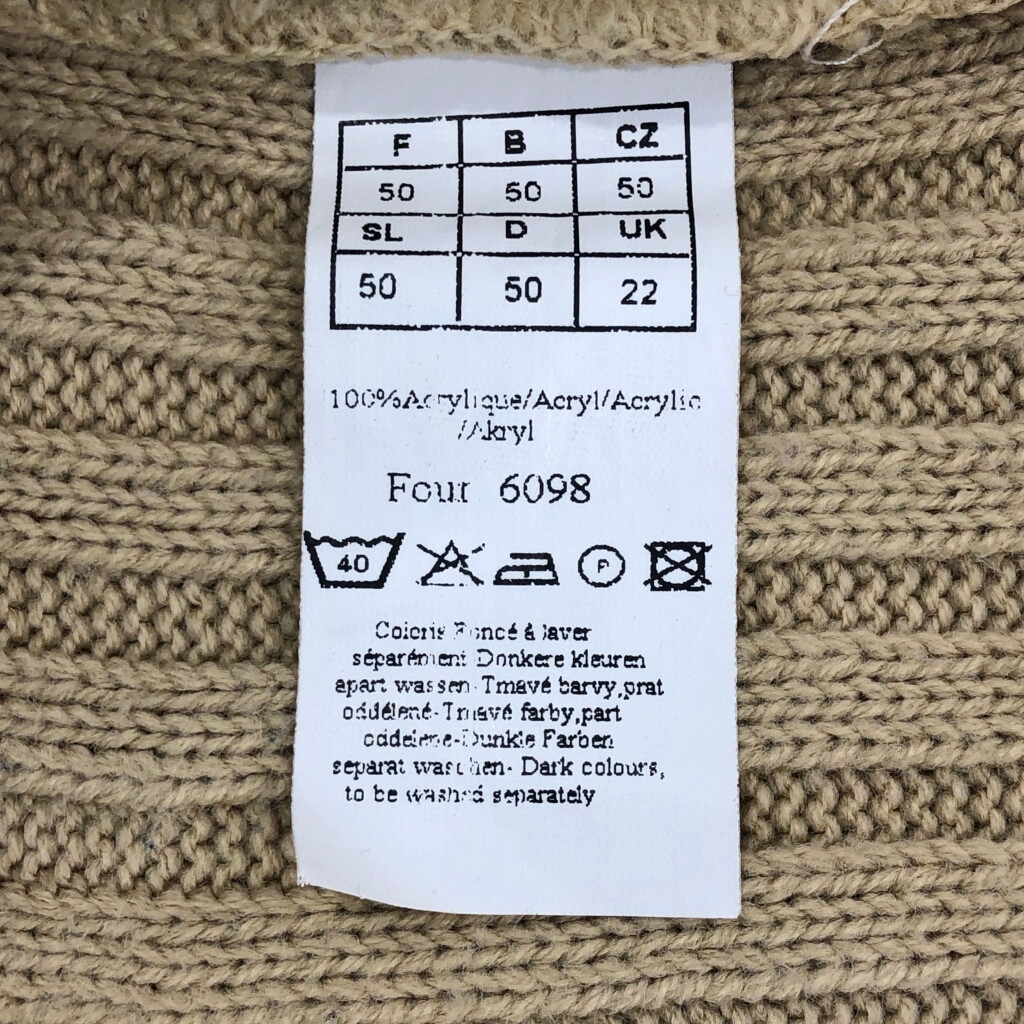 F B CZ
50 50 50
SL D UK
50 50 22
100%Acrylique/Acryl/Acrylic
/Akryl
Four 6098
40 P
Coloris Foncé à laver
séparément Donkere kleuren
apart wassen-Tmavé barvy,prat
oddélené-Tmavé farby,part
oddelene-Dunkle Farben
separat waschen- Dark colours,
to be washed separately